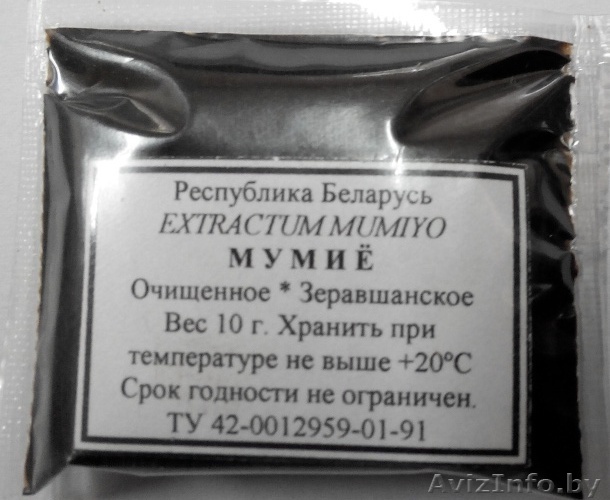 Республика Беларусь
EXTRACTUM MUMIYO
МУМИЁ
Очищенное * Зеравшанское
Вес 10 г. Хранить при
температуре не выше +20°С
Срок годности не ограничен.
ТУ 42-0012959-01-91
AvizInfo.by